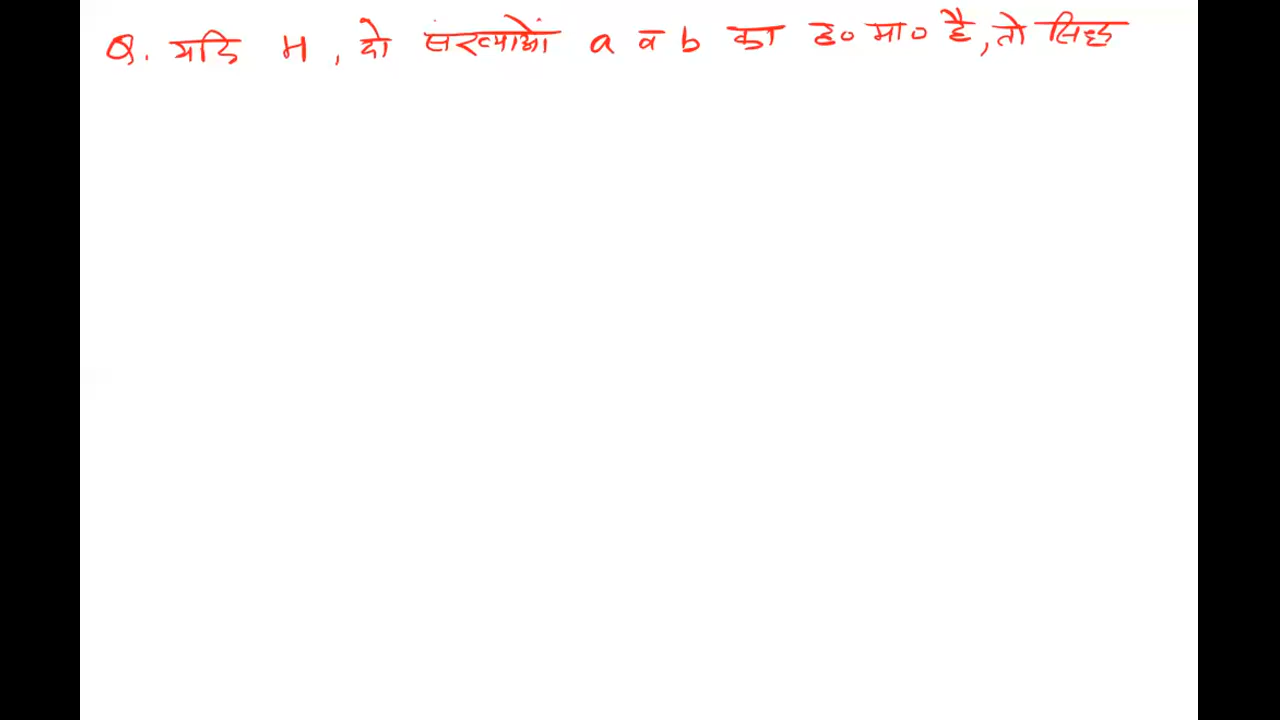 Q. यदि H , दो संख्याओं a व b का ह० मा० है, तो सिद्ध